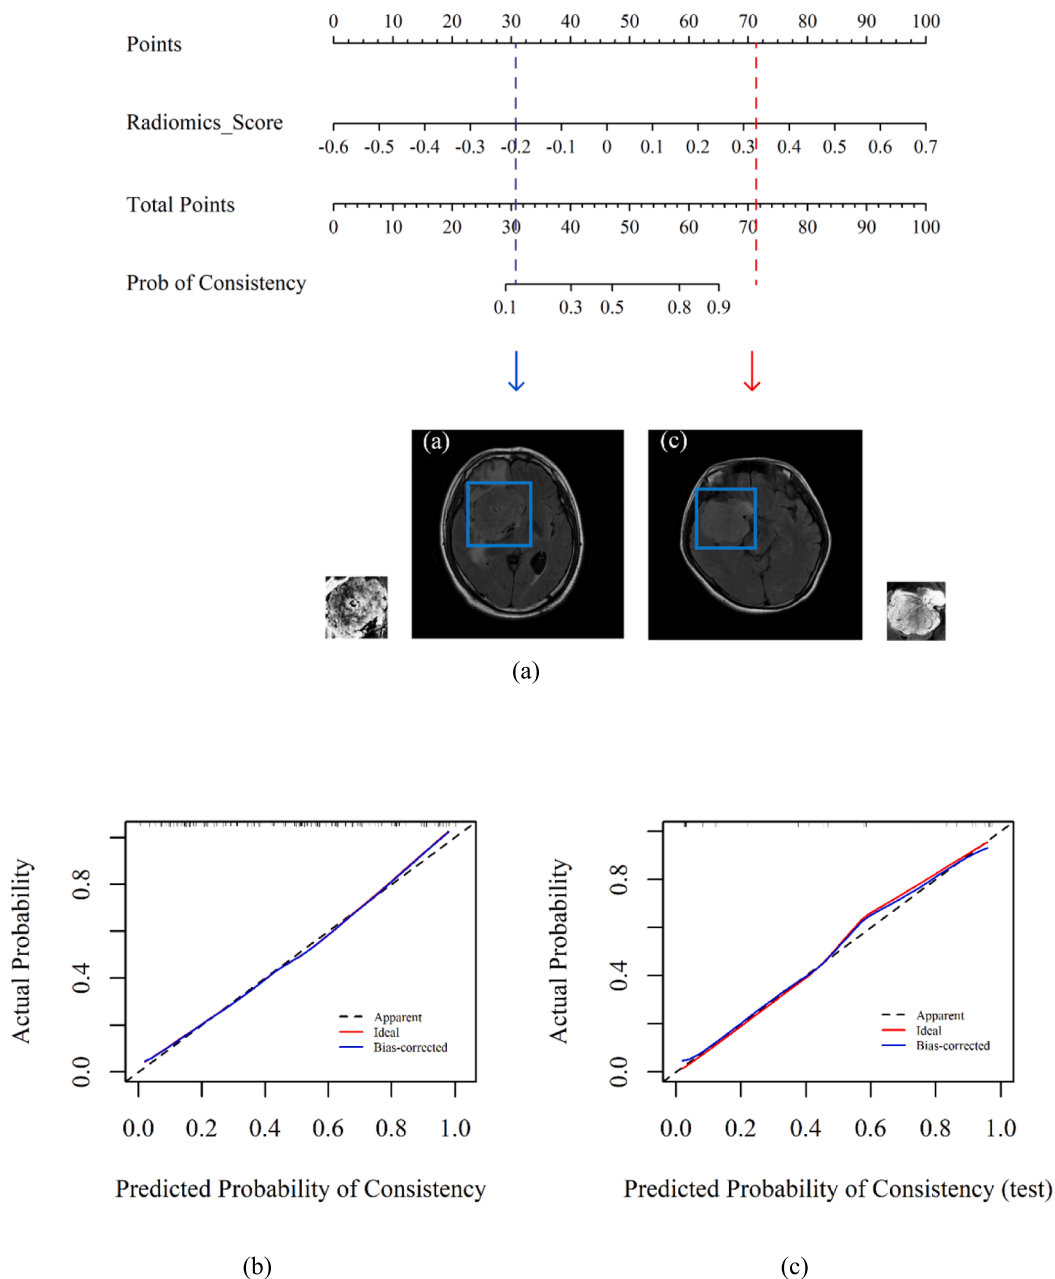 0 10 20 30 40 50 60 70 80 90 100
Points
Radiomics_Score
-0.6 -0.5 -0.4 -0.3 -0.2 -0.1 0 0.1 0.2 0.3 0.4 0.5 0.6 0.7
Total Points
0 10 20 30 40 50 60 70 80 90 100
Prob of Consistency
0.1 0.3 0.5 0.8 0.9
(a) (c)
(a)
Actual Probability
0.0 0.4 0.8
Apparent
Ideal
Bias-corrected
0.0 0.2 0.4 0.6 0.8 1.0
Predicted Probability of Consistency
(b)
Actual Probability
0.0 0.4 0.8
Apparent
Ideal
Bias-corrected
0.0 0.2 0.4 0.6 0.8 1.0
Predicted Probability of Consistency (test)
(c)